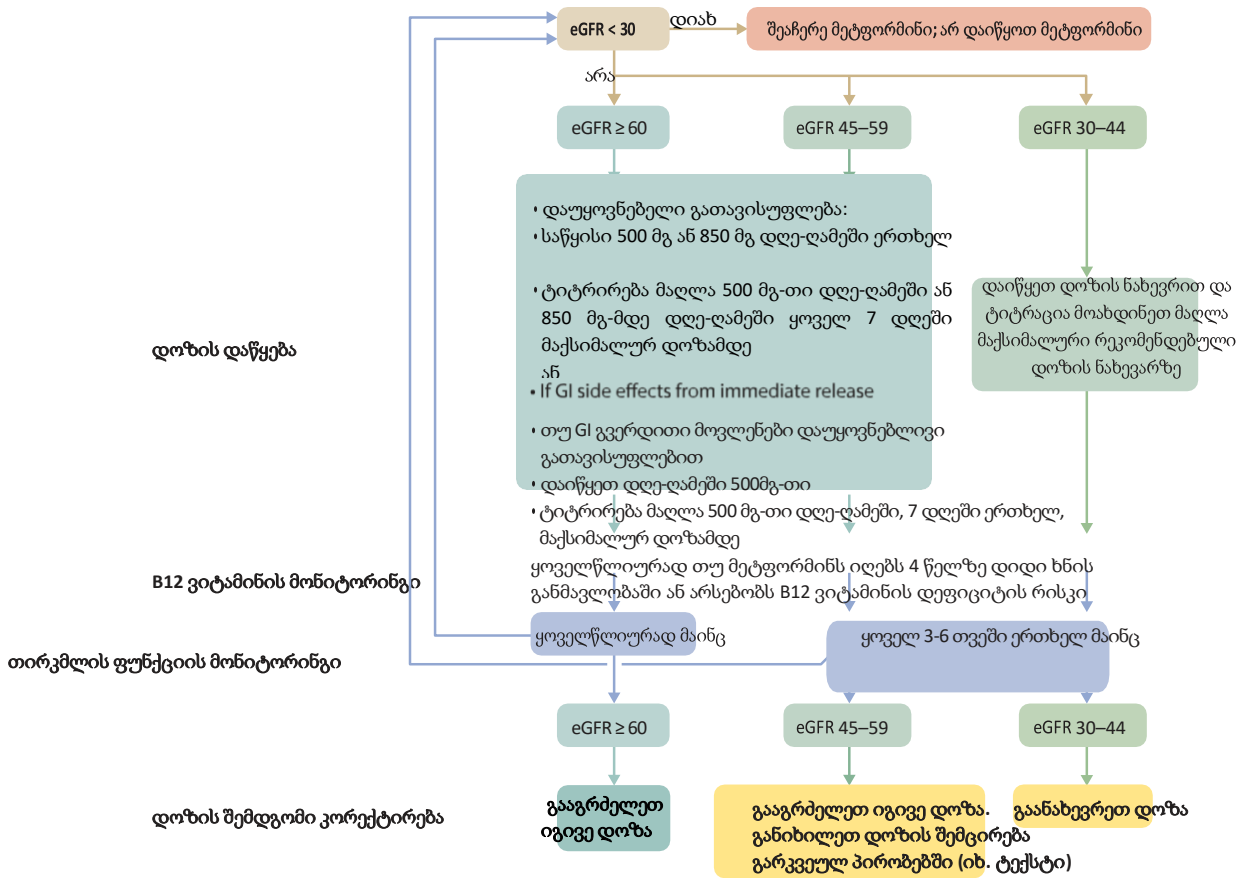 eGFR < 30
დიახ
შეაჩერე მეტფორმინი; არ დაიწყოთ მეტფორმინი
არა
eGFR ≥ 60
eGFR 45–59
eGFR 30–44
დოზის დაწყება
• დაუყოვნებელი გათავისუფლება:
• საწყისი 500 მგ ან 850 მგ დღე-ღამეში ერთხელ
• ტიტრირება მაღლა 500 მგ-თი დღე-ღამეში ან
850 მგ-მდე დღე-ღამეში ყოველ 7 დღეში
მაქსიმალურ დოზამდე
ან
• If GI side effects from immediate release
• თუ GI გვერდითი მოვლენები დაუყოვნებლივი
გათავისუფლებით
• დაიწყეთ დღე-ღამეში 500მგ-თი
• ტიტრირება მაღლა 500 მგ-თი დღე-ღამეში, 7 დღეში ერთხელ,
მაქსიმალურ დოზამდე
დაიწყეთ დოზის ნახევრით და
ტიტრაცია მოახდინეთ მაღლა
მაქსიმალური რეკომენდებული
დოზის ნახევარზე
B12 ვიტამინის მონიტორინგი
ყოველწლიურად თუ მეტფორმინს იღებს 4 წელზე დიდი ხნის
განმავლობაში ან არსებობს B12 ვიტამინის დეფიციტის რისკი
თირკმლის ფუნქციის მონიტორინგი
ყოველწლიურად მაინც
ყოველ 3-6 თვეში ერთხელ მაინც
eGFR ≥ 60
eGFR 45–59
eGFR 30–44
დოზის შემდგომი კორექტირება
გააგრძელეთ
იგივე დოზა
გააგრძელეთ იგივე დოზა.
განიხილეთ დოზის შემცირება
გარკვეულ პირობებში (იხ. ტექსტი)
გაანახევრეთ დოზა